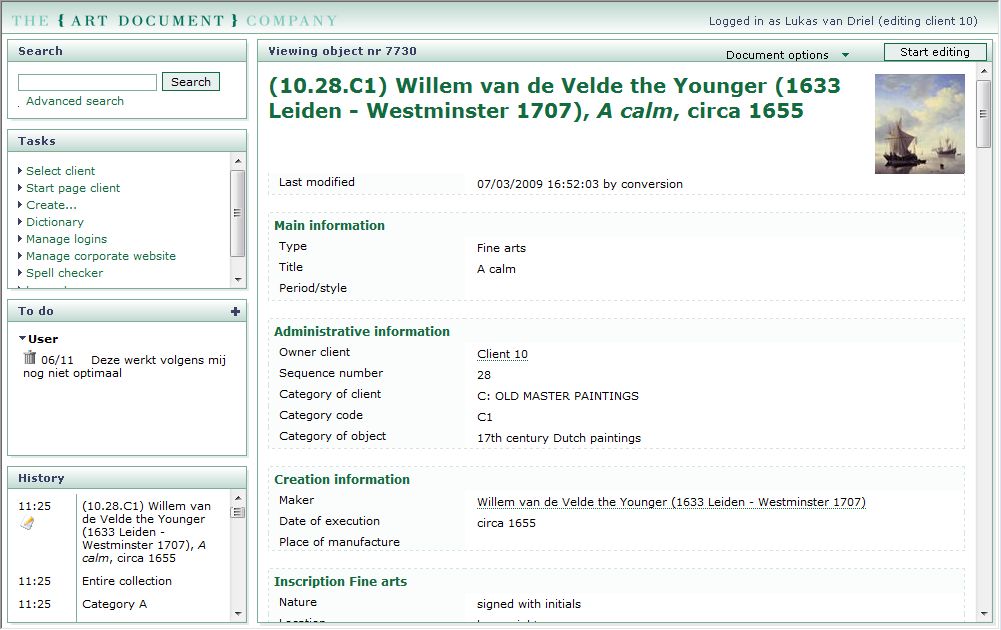 THE { ART DOCUMENT } COMPANY
Logged in as Lukas van Driel (editing client 10)
Search
Search
Advanced search
Tasks
Select client
Start page client
Create...
Dictionary
Manage logins
Manage corporate website
Spell checker
To do
+
User
06/11 Deze werkt volgens mij
nog niet optimaal
History
11:25 (10.28.C1) Willem van
de Velde the Younger
(1633 Leiden -
Westminster 1707), A
calm, circa 1655
11:25 Entire collection
11:25 Category A
Viewing object nr 7730
Document options
Start editing
(10.28.C1) Willem van de Velde the Younger (1633
Leiden - Westminster 1707), A calm, circa 1655
Last modified 07/03/2009 16:52:03 by conversion
Main information
Type Fine arts
Title A calm
Period/style
Administrative information
Owner client Client 10
Sequence number 28
Category of client C: OLD MASTER PAINTINGS
Category code C1
Category of object 17th century Dutch paintings
Creation information
Maker Willem van de Velde the Younger (1633 Leiden - Westminster 1707)
Date of execution circa 1655
Place of manufacture
Inscription Fine arts
Nature signed with initials
Location